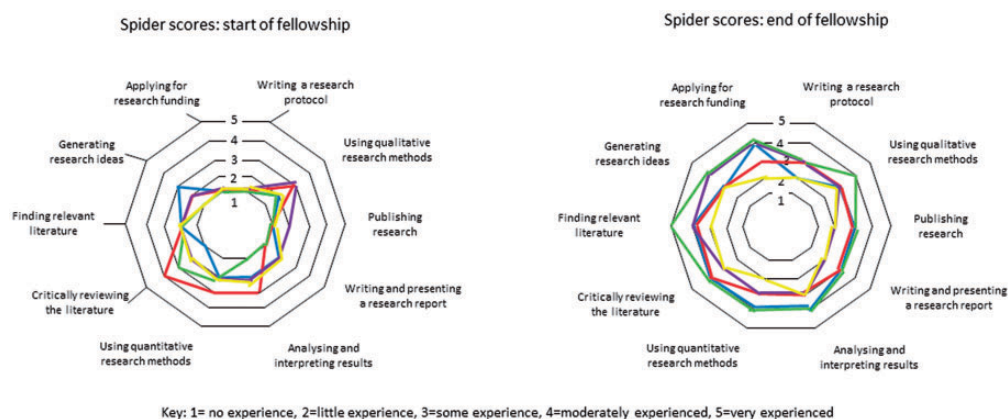 Spider scores: start of fellowship
Applying for
research funding
Writing a research
protocol
Generating
research ideas
Using qualitative
research methods
Finding relevant
literature
Publishing
research
Critically reviewing
the literature
Writing and presenting
a research report
Using quantitative
research methods
Analysing and
interpreting results
5
4
3
2
1
Spider scores: end of fellowship
Applying for
research funding
Writing a research
protocol
Generating
research ideas
Using qualitative
research methods
Finding relevant
literature
Publishing
research
Critically reviewing
the literature
Writing and presenting
a research report
Using quantitative
research methods
Analysing and
interpreting results
5
4
3
2
1
Key: 1= no experience, 2=little experience, 3=some experience, 4=moderately experienced, 5=very experienced